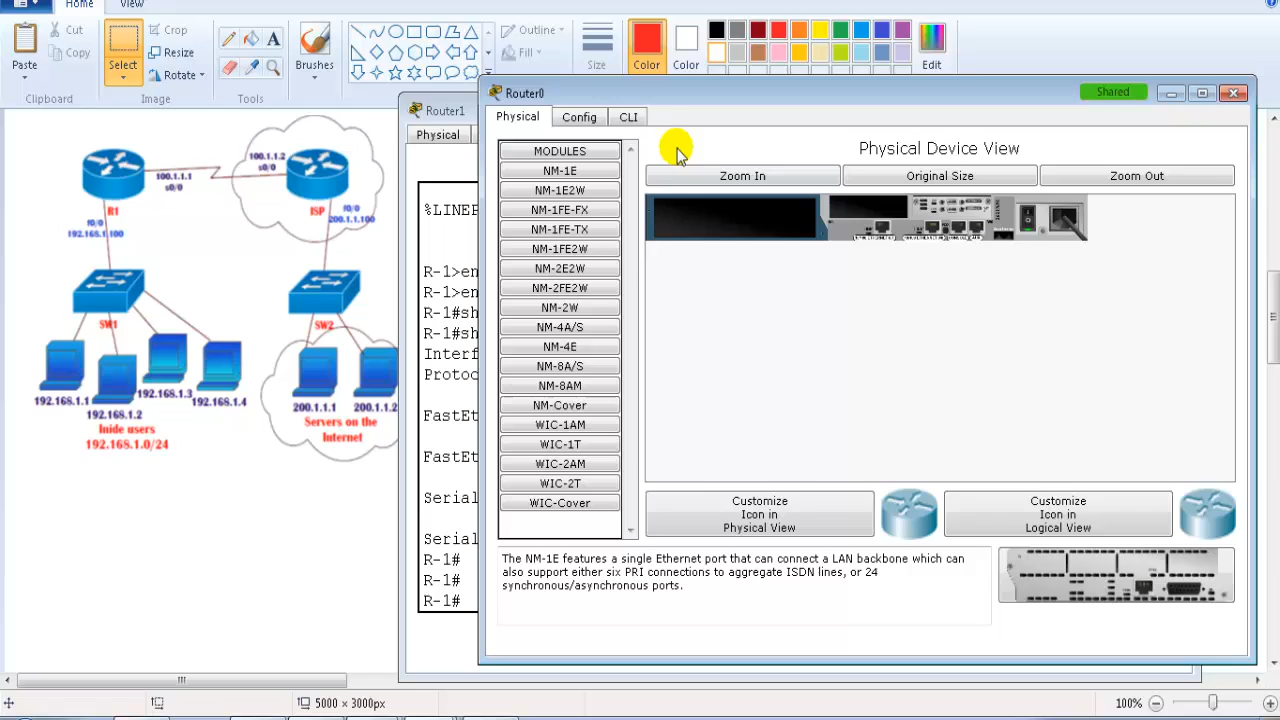 Home
View
Paste
Cut
Copy
Clipboard
Select
Crop
Resize
Rotate
Image
A
Tools
Brushes
Outline
Fill
Shapes
Size
Color
Color
Edit
Router1
Physical
Router0
Shared
Physical
Config
CLI
MODULES
NM-1E
NM-1E2W
NM-1FE-FX
NM-1FE-TX
NM-1FE2W
NM-2E2W
NM-2FE2W
NM-2W
NM-4A/S
NM-4E
NM-8A/S
NM-8AM
NM-Cover
WIC-1AM
WIC-1T
WIC-2AM
WIC-2T
WIC-Cover
Physical Device View
Zoom In
Original Size
Zoom Out
Customize
Icon in
Physical View
Customize
Icon in
Logical View
The NM-1E features a single Ethernet port that can connect a LAN backbone which can
also support either six PRI connections to aggregate ISDN lines, or 24
synchronous/asynchronous ports.
%LINEP
R-1>en
R-1>en
R-1#sh
R-1#sh
Interf
Protoc
FastEt
FastEt
Serial
Serial
R-1#
R-1#
R-1#
100.1.1.2
s0/0
100.1.1.1
s0/0
R1
ISP
f0/0
200.1.1.100
f0/0
192.168.1.100
SW1
SW2
192.168.1.1
192.168.1.2
192.168.1.3
192.168.1.4
Inide users
192.168.1.0/24
200.1.1.1
200.1.1.2
Servers on the
Internet
5000 × 3000px
100%